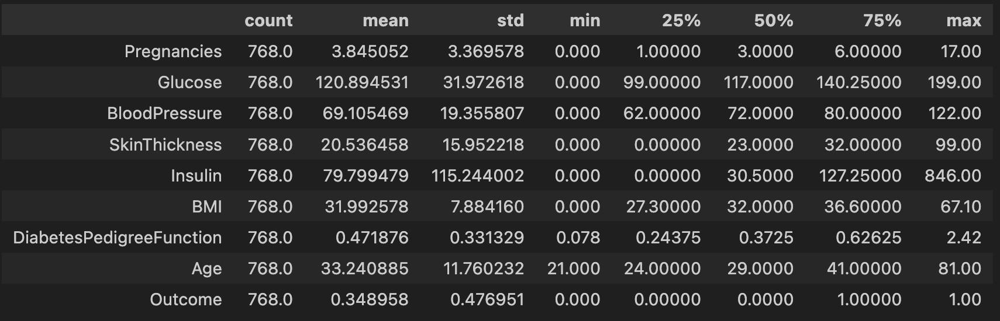 count mean std min 25% 50% 75% max
Pregnancies 768.0 3.845052 3.369578 0.000 1.00000 3.0000 6.00000 17.00
Glucose 768.0 120.894531 31.972618 0.000 99.00000 117.0000 140.25000 199.00
BloodPressure 768.0 69.105469 19.355807 0.000 62.00000 72.0000 80.00000 122.00
SkinThickness 768.0 20.536458 15.952218 0.000 0.00000 23.0000 32.00000 99.00
Insulin 768.0 79.799479 115.244002 0.000 0.00000 30.5000 127.25000 846.00
BMI 768.0 31.992578 7.884160 0.000 27.30000 32.0000 36.60000 67.10
DiabetesPedigreeFunction 768.0 0.471876 0.331329 0.078 0.24375 0.3725 0.62625 2.42
Age 768.0 33.240885 11.760232 21.000 24.00000 29.0000 41.00000 81.00
Outcome 768.0 0.348958 0.476951 0.000 0.00000 0.0000 1.00000 1.00